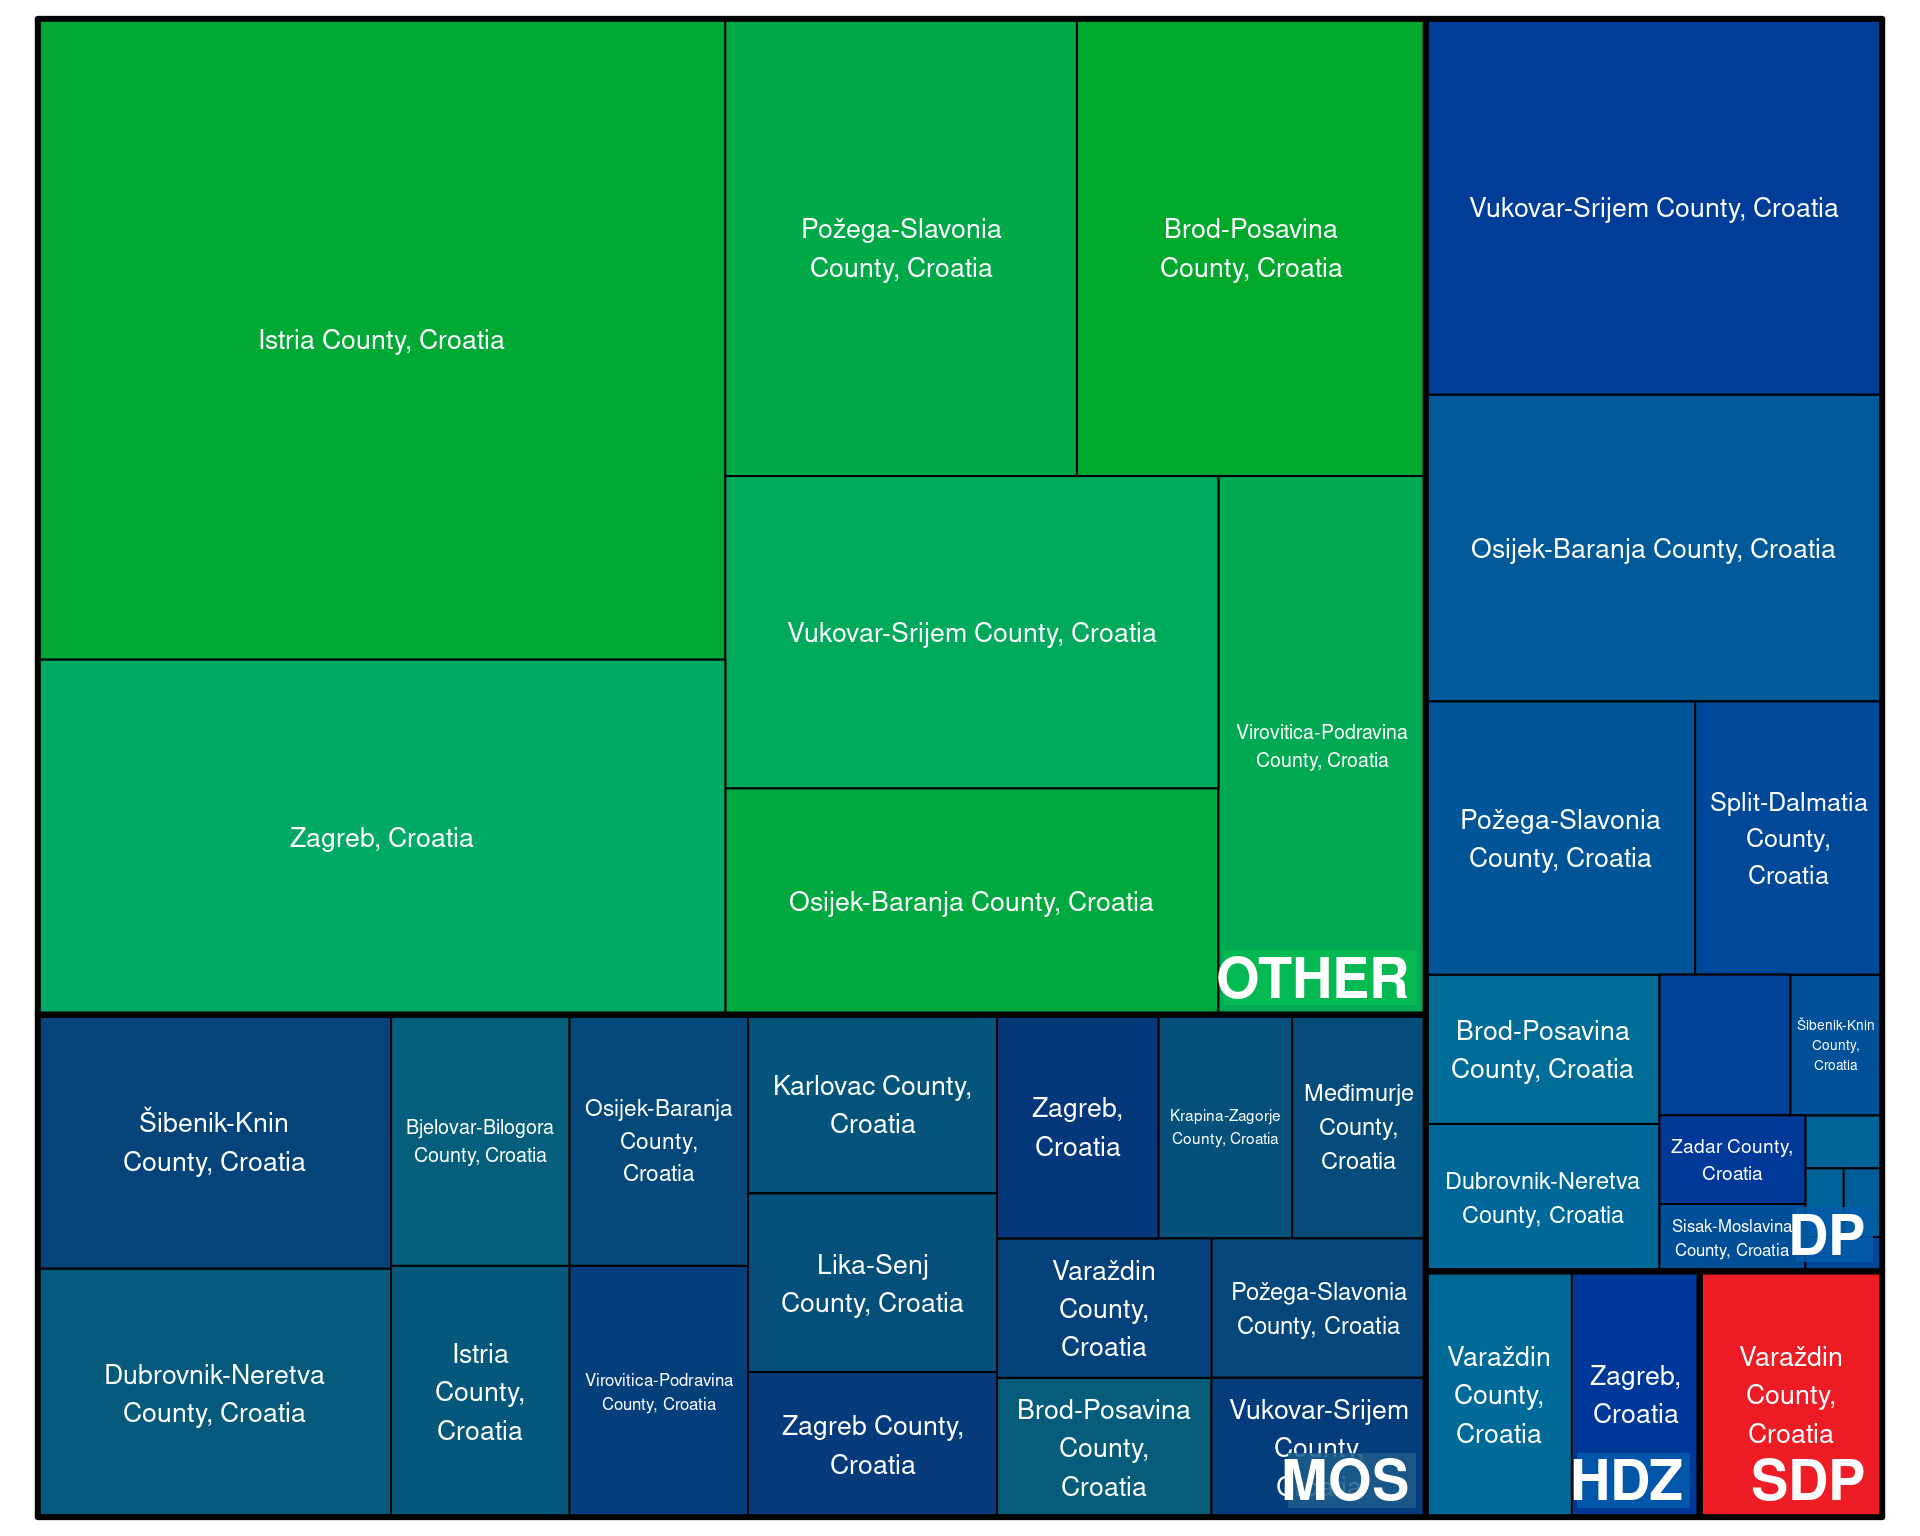 Istria County, Croatia
Zagreb, Croatia
Požega-Slavonia
County, Croatia
Brod-Posavina
County, Croatia
Vukovar-Srijem County, Croatia
Osijek-Baranja County, Croatia
Virovitica-Podravina
County, Croatia
OTHER
Vukovar-Srijem County, Croatia
Osijek-Baranja County, Croatia
Požega-Slavonia
County, Croatia
Split-Dalmatia
County,
Croatia
Brod-Posavina
County, Croatia
Dubrovnik-Neretva
County, Croatia
Šibenik-Knin
County,
Croatia
Zadar County,
Croatia
Sisak-Moslavina
County, Croatia
DP
Šibenik-Knin
County, Croatia
Dubrovnik-Neretva
County, Croatia
Bjelovar-Bilogora
County, Croatia
Istria
County,
Croatia
Osijek-Baranja
County,
Croatia
Virovitica-Podravina
County, Croatia
Karlovac County,
Croatia
Lika-Senj
County, Croatia
Zagreb County,
Croatia
Zagreb,
Croatia
Krapina-Zagorje
County, Croatia
Međimurje
County,
Croatia
Varaždin
County,
Croatia
Požega-Slavonia
County, Croatia
Brod-Posavina
County,
Croatia
Vukovar-Srijem
County,
MOS
Varaždin
County,
Croatia
Zagreb,
Croatia
HDZ
Varaždin
County,
Croatia
SDP